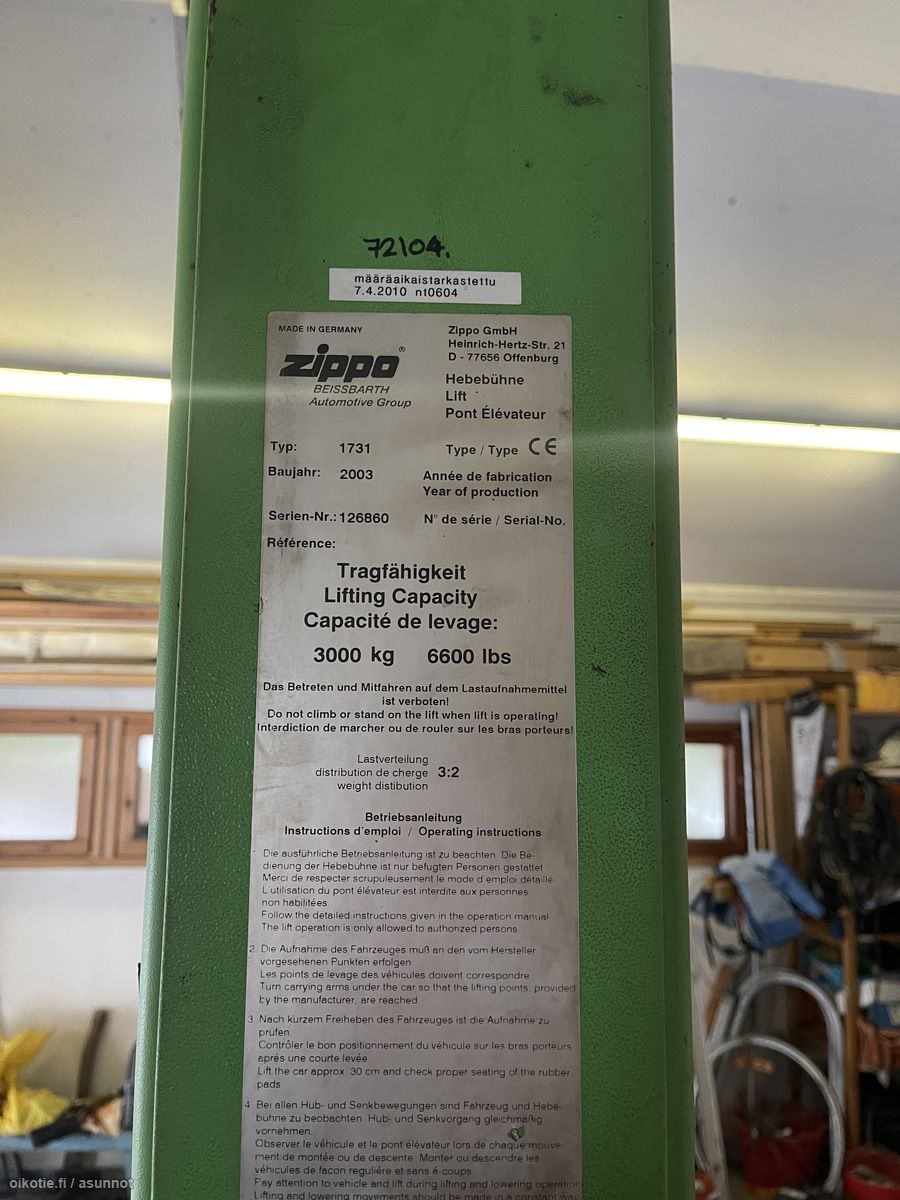 72104.
määräaikaistarkastettu
7.4.2010 nt0604
MADE IN GERMANY
zippo®
BEISSBARTH
Automotive Group
Zippo GmbH
Heinrich-Hertz-Str. 21
D - 77656 Offenburg
Hebebühne
Lift
Pont Élévateur
Typ: 1731 Type / Type CE
Baujahr: 2003 Année de fabrication
Year of production
Serien-Nr.: 126860 N° de série / Serial-No.
Référence:
Tragfähigkeit
Lifting Capacity
Capacité de levage:
3000 kg 6600 lbs
Das Betreten und Mitfahren auf dem Lastaufnahmemittel
ist verboten!
Do not climb or stand on the lift when lift is operating!
Interdiction de marcher ou de rouler sur les bras porteurs!
Lastverteilung
distribution de cherge 3:2
weight distibution
Betriebsanleitung
Instructions d'emploi / Operating instructions
Die ausführliche Betriebsanleitung ist zu beachten. Die Be-
dienung der Hebebühne ist nur befugten Personen gestattet
Merci de respecter scrupuleusement le mode d'emploi détaillé
L'utilisation du pont élévateur est interdite aux personnes
non habilitées.
Follow the detailed instructions given in the operation manual
The lift operation is only allowed to authorized persons
2 Die Aufnahme des Fahrzeuges muß an den vom Hersteller
vorgesehenen Punkten erfolgen
Les points de levage des véhicules doivent correspondre
Turn carrying arms under the car so that the lifting points, provided
by the manufacturer, are reached
3 Nach kurzem Freiheben des Fahrzeuges ist die Aufnahme zu
prüfen.
Contrôler le bon positionnement du véhicule sur les bras porteurs
après une courte levée
Lift the car approx. 30 cm and check proper seating of the rubber
pads.
4 Bei allen Hub- und Senkbewegungen sind Fahrzeug und Hebe-
bühne zu beobachten. Hub- und Senkvorgang gleichmäßig
vornehmen.
Observer le véhicule et le pont élévateur lors de chaque mouve-
ment de montée ou de descente. Monter ou descendre les
véhicules de facon reguliére et sans à-coups.
Pay attention to vehicle and lift during lifting and lowering operation
Lifting and lowering movements should be made in a constant way
oikotie.fi / asunnot